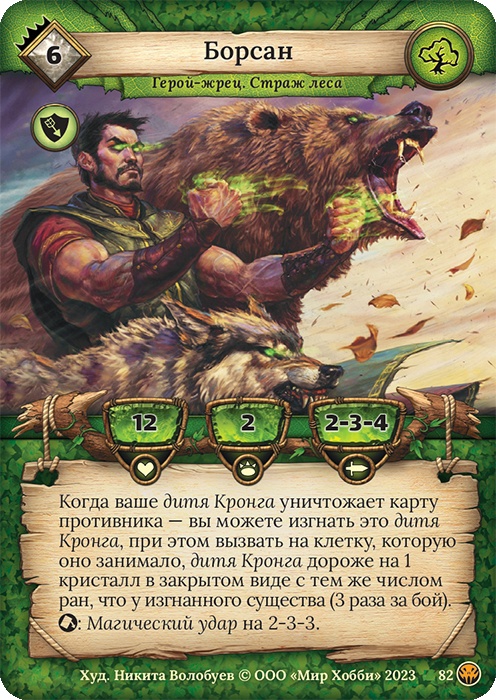 6
Борсан
Герой-жрец. Страж леса
12
2
2-3-4
Когда ваше дитя Кронга уничтожает карту
противника — вы можете изгнать это дитя
Кронга, при этом вызвать на клетку, которую
оно занимало, дитя Кронга дороже на 1
кристалл в закрытом виде с тем же числом
ран, что у изгнанного существа (3 раза за бой).
: Магический удар на 2-3-3.
Худ. Никита Волобуев © ООО «Мир Хобби» 2023 82